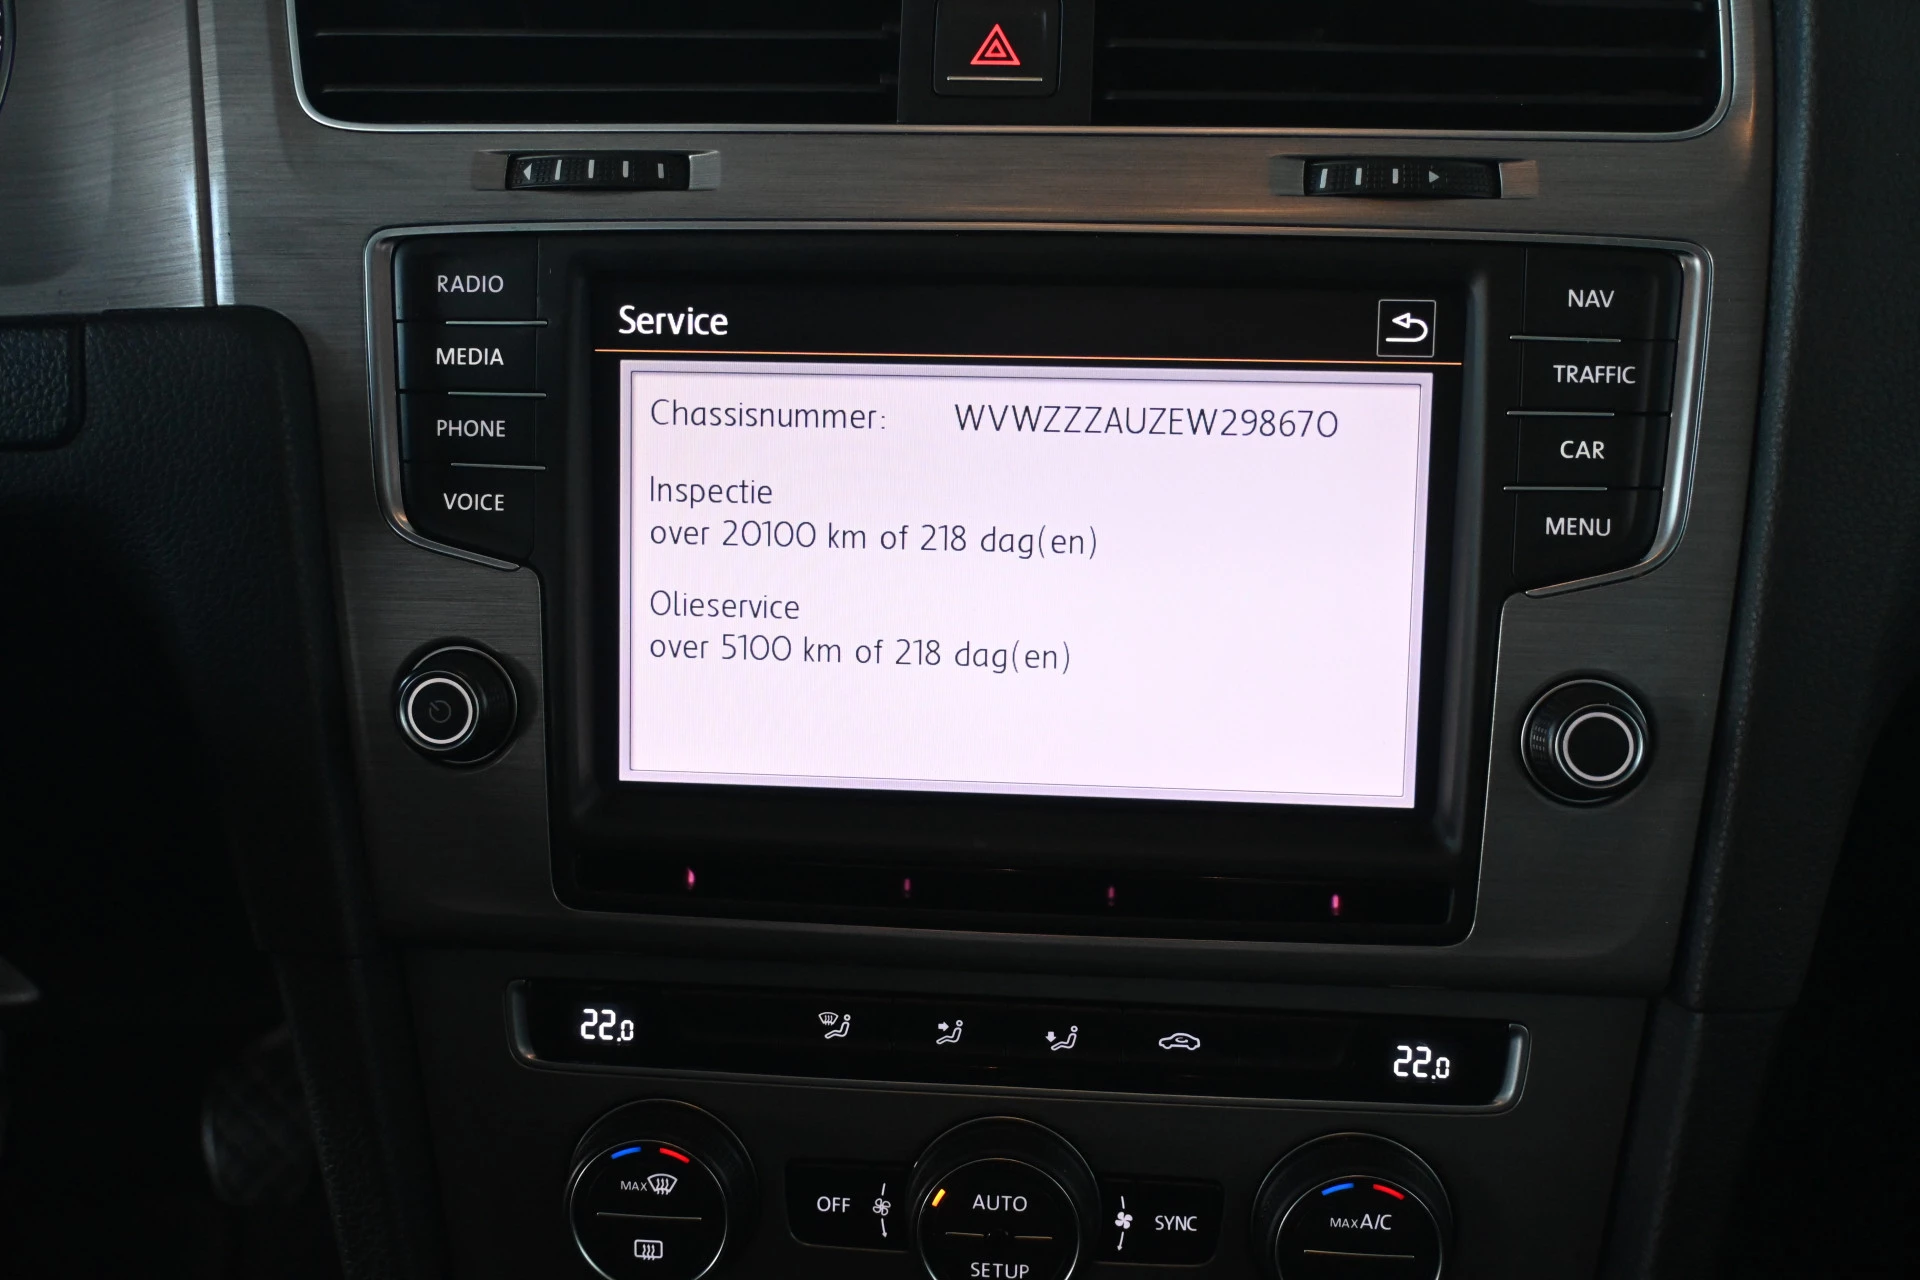 RADIO
MEDIA
PHONE
VOICE
Service
Chassisnummer: WVWZZZAUZEW298670
Inspectie
over 20100 km of 218 dag(en)
Olieservice
over 5100 km of 218 dag(en)
NAV
TRAFFIC
CAR
MENU
22.0
22.0
MAX
OFF
AUTO
SETUP
SYNC
MAX A/C